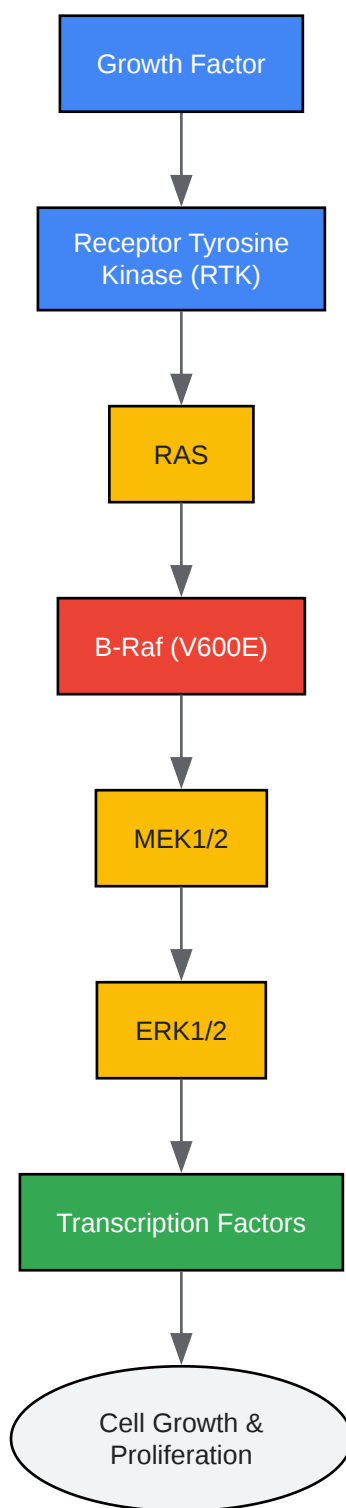 Growth Factor
Receptor Tyrosine
Kinase (RTK)
RAS
B-Raf (V600E)
MEK1/2
ERK1/2
Transcription Factors
Cell Growth &
Proliferation